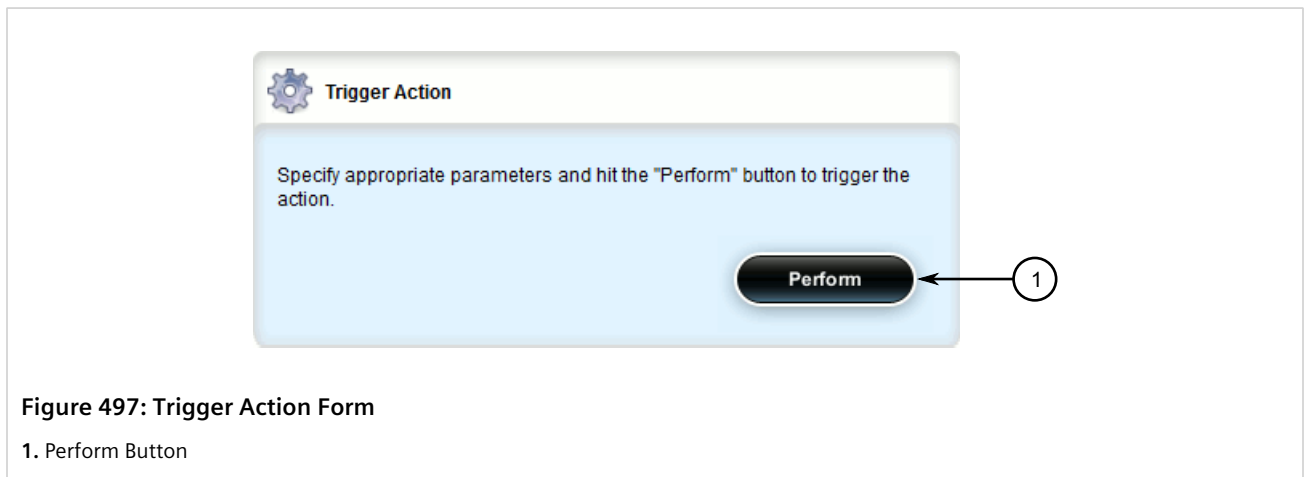 Trigger Action
Specify appropriate parameters and hit the "Perform" button to trigger the
action.
Perform
1
Figure 497: Trigger Action Form
1. Perform Button